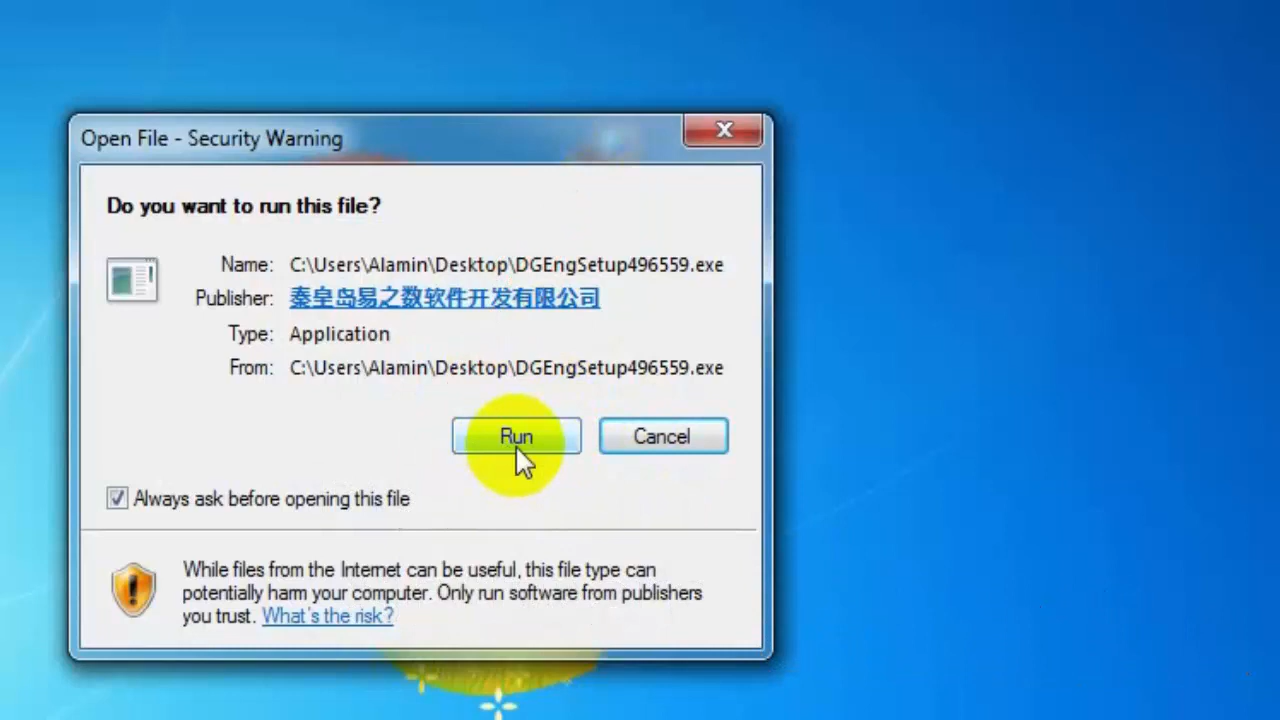 Open File - Security Warning
Do you want to run this file?
Name: C:\Users\Alamin\Desktop\DGEngSetup496559.exe
Publisher: 秦皇岛易之数软件开发有限公司
Type: Application
From: C:\Users\Alamin\Desktop\DGEngSetup496559.exe
Run Cancel
Always ask before opening this file
While files from the Internet can be useful, this file type can
potentially harm your computer. Only run software from publishers
you trust. What's the risk?